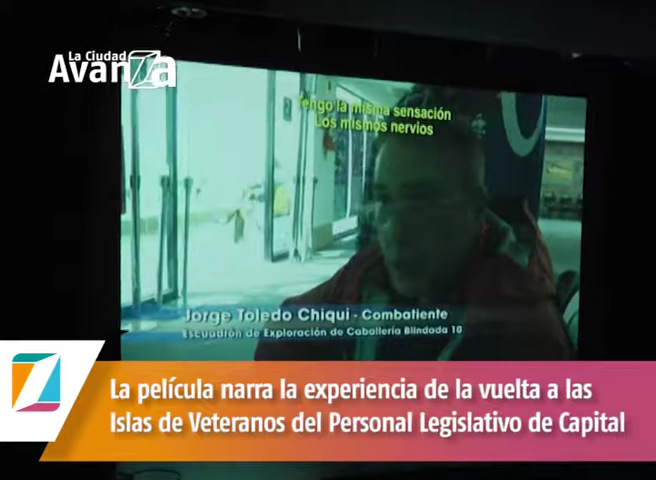 La Ciudad
Avanza
Tengo la misma sensación
Los mismos nervios
Jorge Toledo Chiqui - Combatiente
Escuadrón de Exploración de Caballería Blindada 10
La película narra la experiencia de la vuelta a las
Islas de Veteranos del Personal Legislativo de Capital